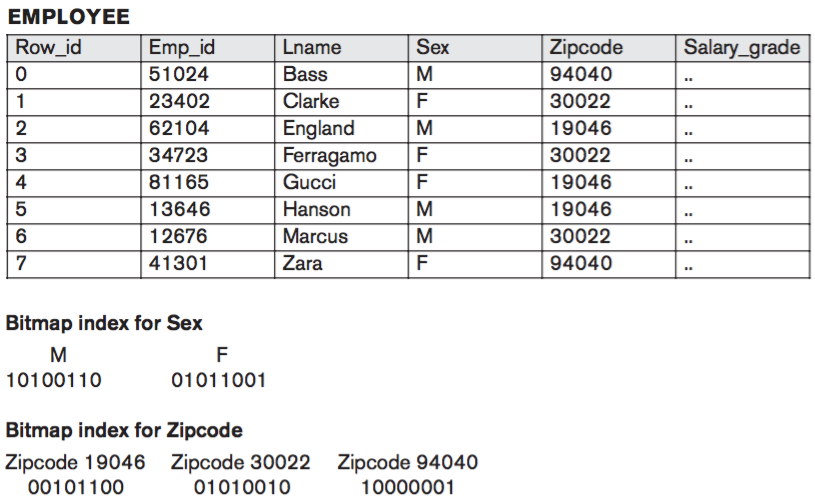 EMPLOYEE
Row_id Emp_id Lname Sex Zipcode Salary_grade
0 51024 Bass M 94040 ..
1 23402 Clarke F 30022 ..
2 62104 England M 19046 ..
3 34723 Ferragamo F 30022 ..
4 81165 Gucci F 19046 ..
5 13646 Hanson M 19046 ..
6 12676 Marcus M 30022 ..
7 41301 Zara F 94040 ..
Bitmap index for Sex
M F
10100110 01011001
Bitmap index for Zipcode
Zipcode 19046 Zipcode 30022 Zipcode 94040
00101100 01010010 10000001